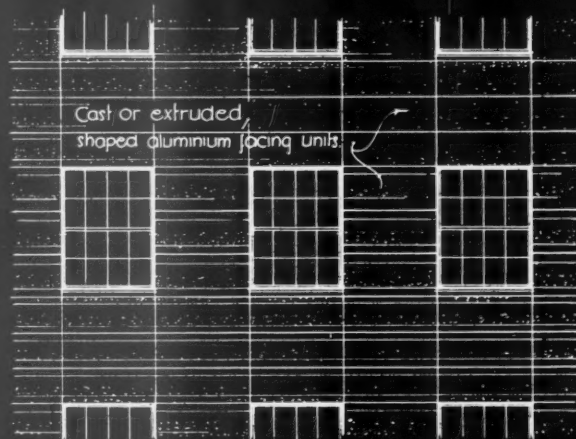 Cast or extruded,
shaped aluminium facing units.